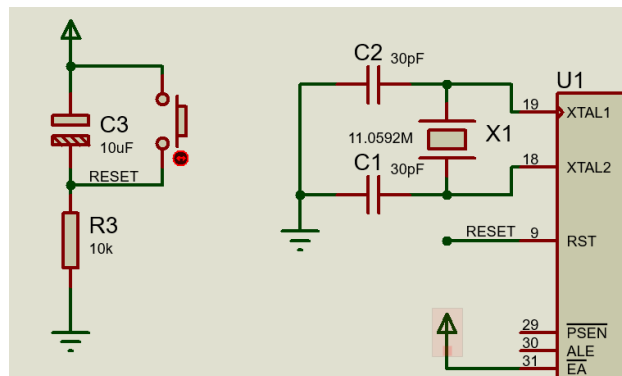 C3
10uF
RESET
R3
10k
C2
30pF
11.0592M
X1
C1
30pF
U1
19
XTAL1
18
XTAL2
RESET
9
RST
29
PSEN
30
ALE
31
EA